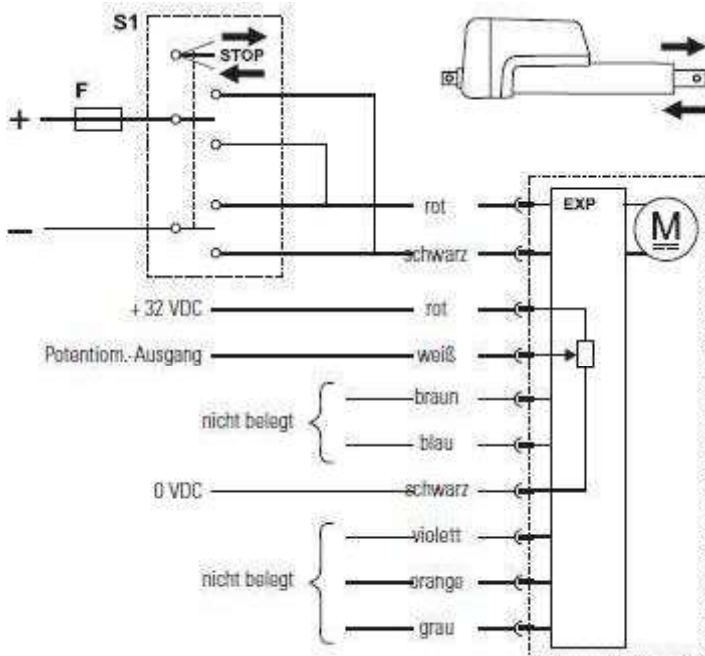 S1
STOP
F
+
–
rot
EXP
M
schwarz
+ 32 VDC
rot
Potentiom.-Ausgang
weiß
braun
nicht belegt
blau
0 VDC
schwarz
violett
nicht belegt
orange
grau